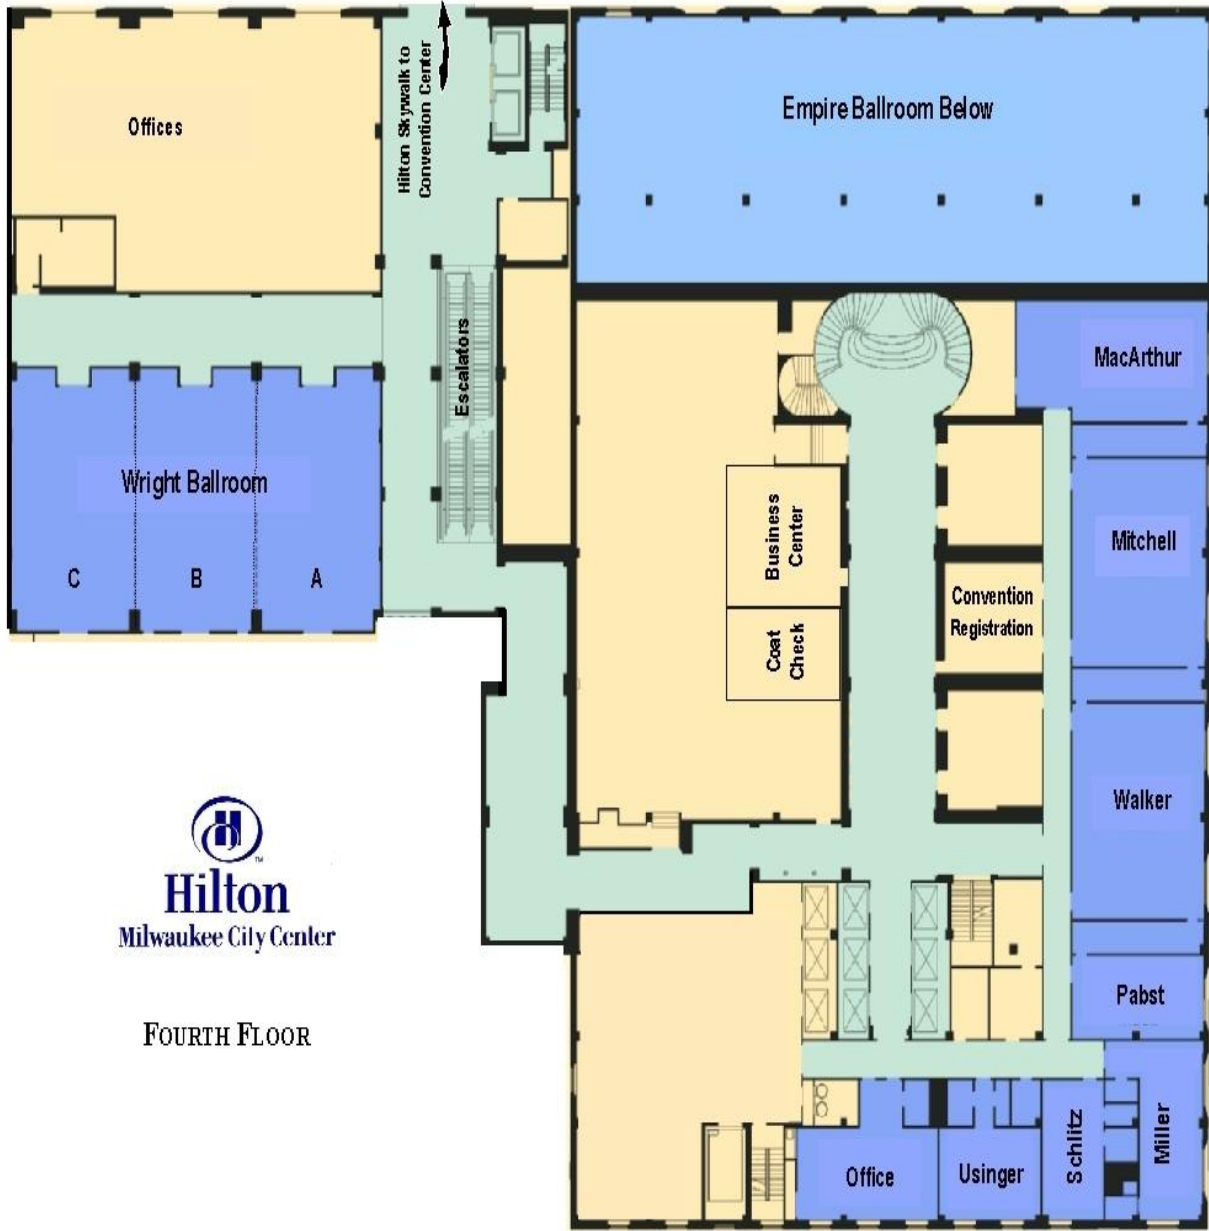 Hilton Skywalk to
Convention Center
Offices
Empire Ballroom Below
Escalators
MacArthur
Wright Ballroom
C
B
A
Business
Center
Mitchell
Convention
Registration
Coat
Check
Walker
Hilton
Milwaukee City Center
TM
Pabst
FOURTH FLOOR
Office
Usinger
Schlitz
Miller